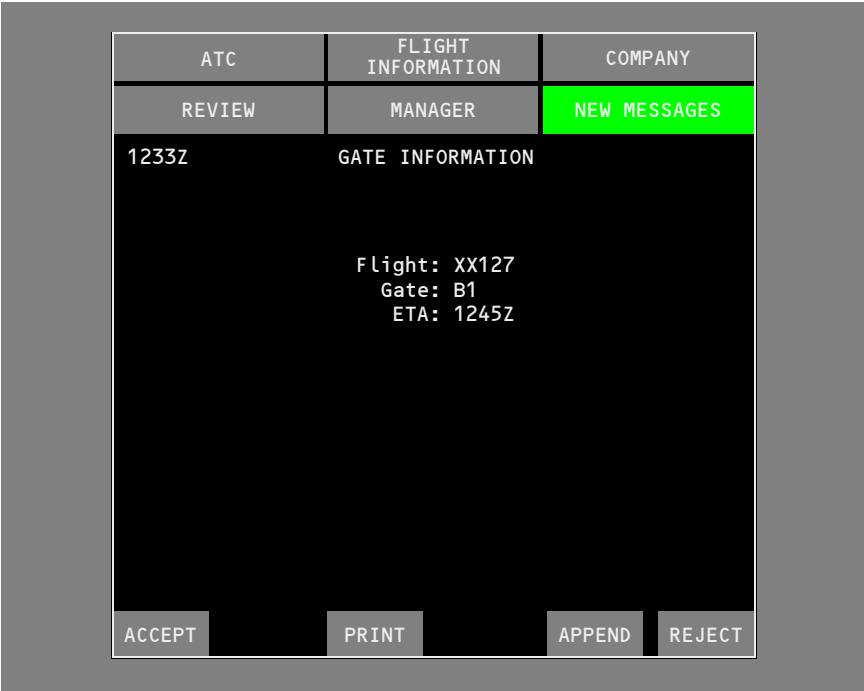 ATC
FLIGHT
INFORMATION
COMPANY
REVIEW
MANAGER
NEW MESSAGES
1233Z GATE INFORMATION
Flight: XX127
Gate: B1
ETA: 1245Z
ACCEPT
PRINT
APPEND
REJECT